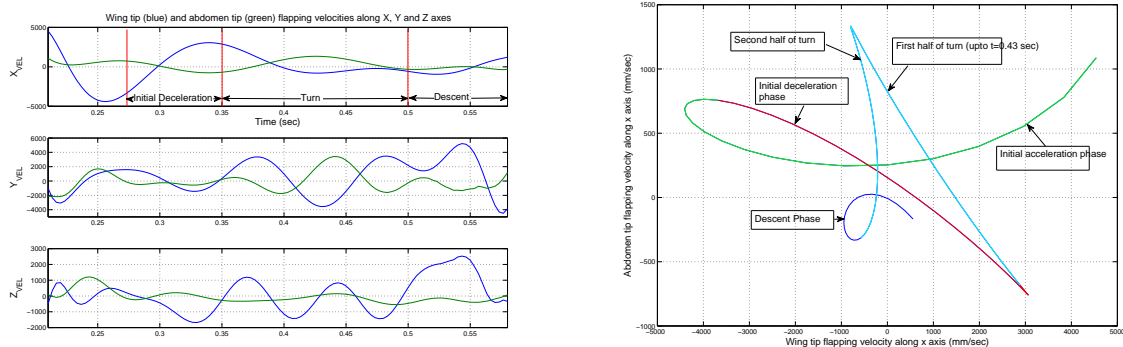 Wing tip (blue) and abdomen tip (green) flapping velocities along X, Y and Z axes
5000
0
−5000
X_VEL
Initial Deceleration
Turn
Descent
0.25 0.3 0.35 0.4 0.45 0.5 0.55
Time (sec)
6000
4000
2000
0
−2000
−4000
Y_VEL
0.25 0.3 0.35 0.4 0.45 0.5 0.55
3000
2000
1000
0
−1000
−2000
Z_VEL
0.25 0.3 0.35 0.4 0.45 0.5 0.55
1500
1000
500
0
−500
−1000
Abdomen tip flapping velocity along x axis (mm/sec)
Second half of turn
First half of turn (upto t=0.43 sec)
Initial deceleration
phase
Initial acceleration phase
Descent Phase
−5000 −4000 −3000 −2000 −1000 0 1000 2000 3000 4000 5000
Wing tip flapping velocity along x axis (mm/sec)